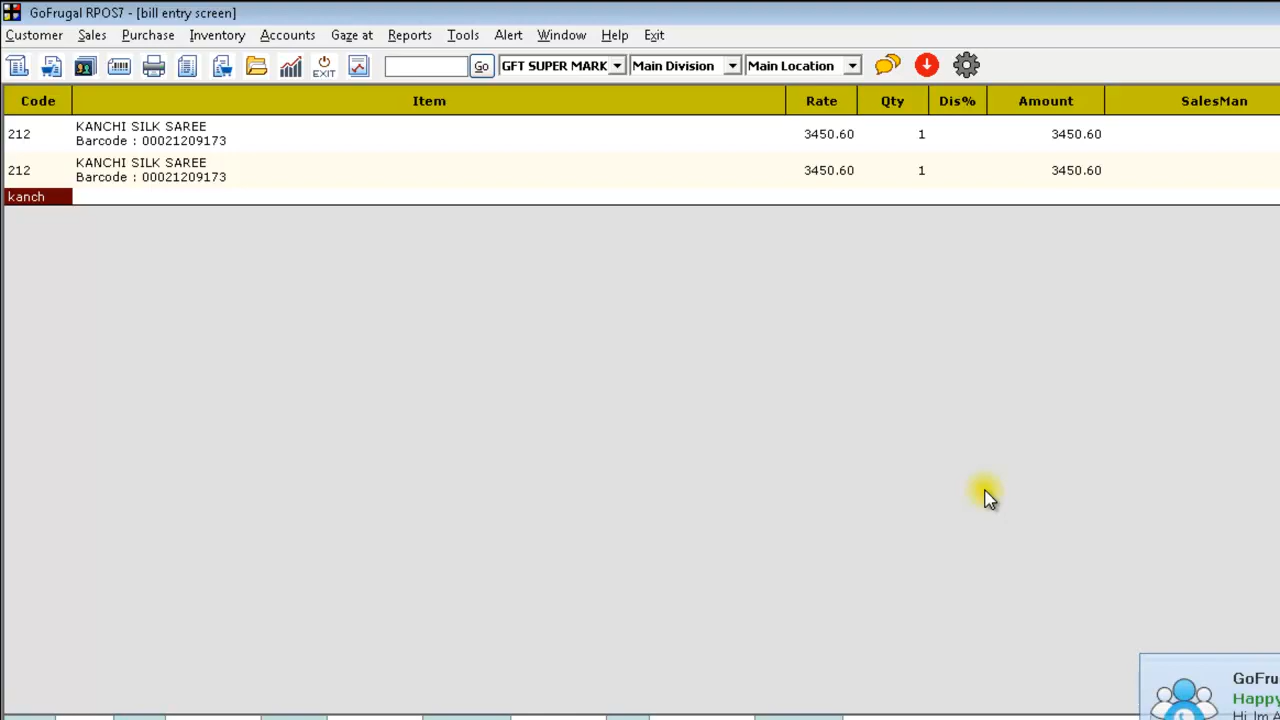 GoFrugal RPOS7 - [bill entry screen]
Customer Sales Purchase Inventory Accounts Gaze at Reports Tools Alert Window Help Exit
EXIT Go GFT SUPER MARK Main Division Main Location
Code Item Rate Qty Dis% Amount SalesMan
212 KANCHI SILK SAREE 3450.60 1 3450.60
Barcode : 00021209173
212 KANCHI SILK SAREE 3450.60 1 3450.60
Barcode : 00021209173
kanch
GoFru
Happy
Hi Im A